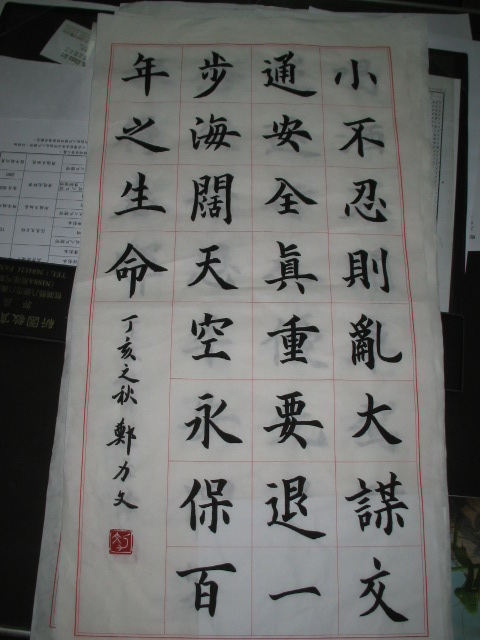 小不忍則亂大謀交
通安全真重要退一
步海闊天空永保百
年之生命
丁亥之秋 鄭力文